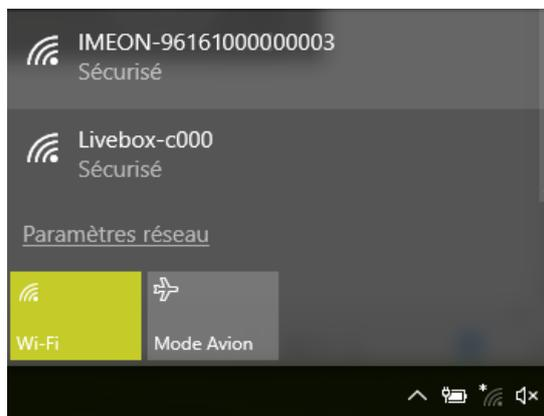 IMEON-96161000000003
Sécurisé
Livebox-c000
Sécurisé
Paramètres réseau
Wi-Fi
Mode Avion